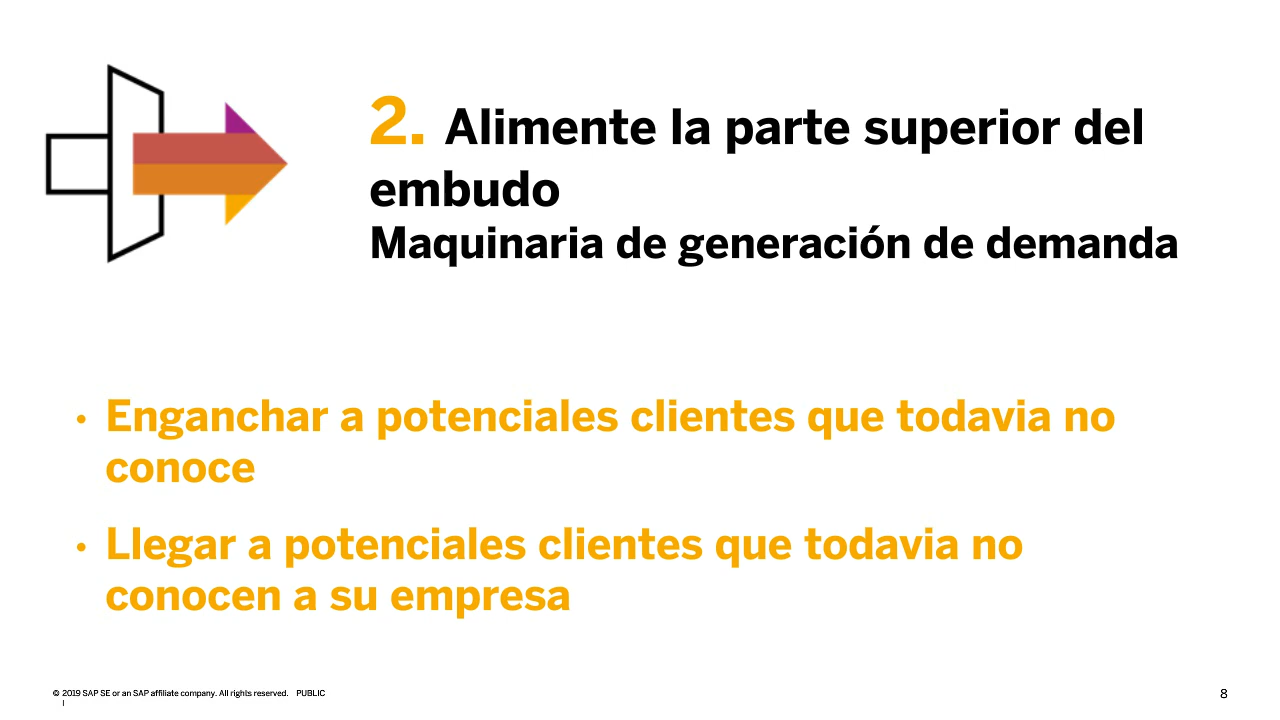 2. Alimente la parte superior del
embudo
Maquinaria de generación de demanda
• Enganchar a potenciales clientes que todavia no
conoce
• Llegar a potenciales clientes que todavia no
conocen a su empresa
© 2019 SAP SE or an SAP affiliate company. All rights reserved. PUBLIC
|
8